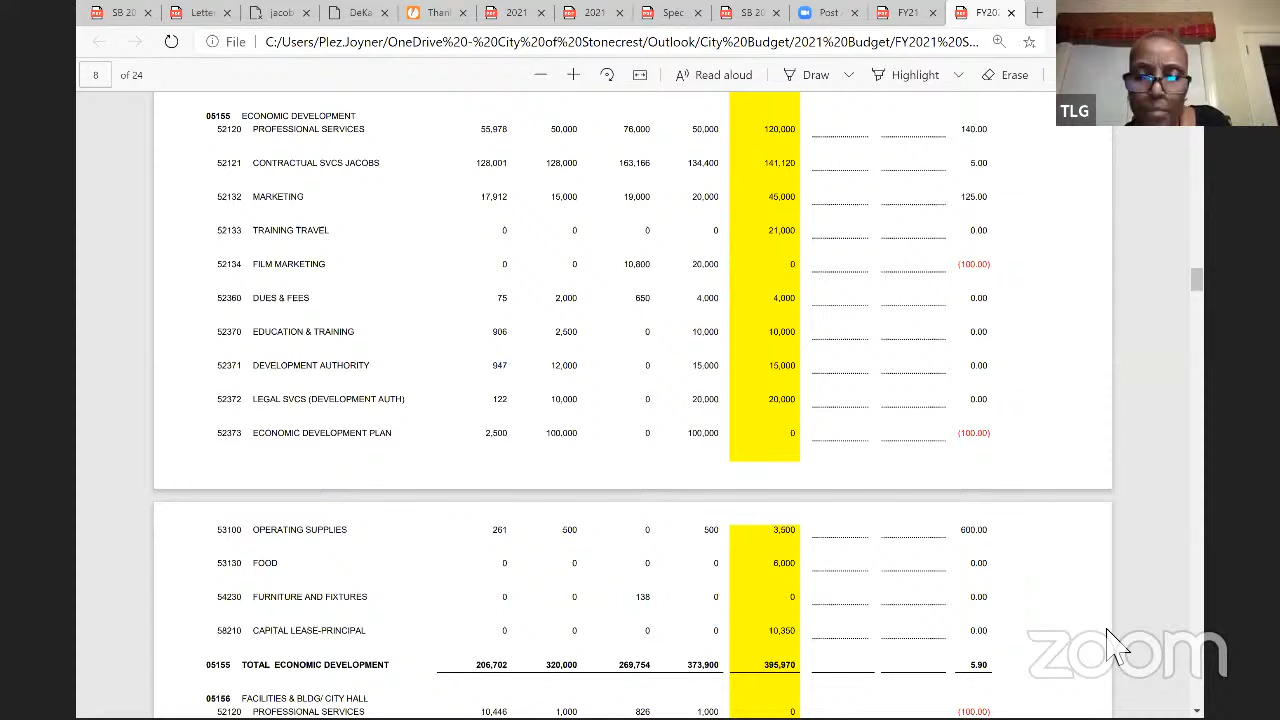 SB 20
Letter
jacob
DeKa
Thanl
202
2021
Spec
SB 20
Post A
FY21
FY202
File C:/Users/Plez.Joyner/OneDrive%20-%20City%20of%20Stonecrest/Outlook/City%20Budget/2021%20Budget/FY2021%20S...
8 of 24 Read aloud Draw Highlight Erase
TLG
05155 ECONOMIC DEVELOPMENT
52120 PROFESSIONAL SERVICES 55,978 50,000 76,000 50,000 120,000 140.00
52121 CONTRACTUAL SVCS JACOBS 128,001 128,000 163,166 134,400 141,120 5.00
52132 MARKETING 17,912 15,000 19,000 20,000 45,000 125.00
52133 TRAINING TRAVEL 0 0 0 0 21,000 0.00
52134 FILM MARKETING 0 0 10,800 20,000 0 (100.00)
52360 DUES & FEES 75 2,000 650 4,000 4,000 0.00
52370 EDUCATION & TRAINING 906 2,500 0 10,000 10,000 0.00
52371 DEVELOPMENT AUTHORITY 947 12,000 0 15,000 15,000 0.00
52372 LEGAL SVCS (DEVELOPMENT AUTH) 122 10,000 0 20,000 20,000 0.00
52373 ECONOMIC DEVELOPMENT PLAN 2,500 100,000 0 100,000 0 (100.00)
53100 OPERATING SUPPLIES 261 500 0 500 3,500 600.00
53130 FOOD 0 0 0 0 6,000 0.00
54230 FURNITURE AND FIXTURES 0 0 138 0 0 0.00
58210 CAPITAL LEASE-PRINCIPAL 0 0 0 0 10,350 0.00
05155 TOTAL ECONOMIC DEVELOPMENT 206,702 320,000 269,754 373,900 395,970 5.90
05156 FACILITIES & BLDG/ CITY HALL
52120 PROFESSIONAL SERVICES 10,446 1,000 826 1,000 0 (100.00)
zoom